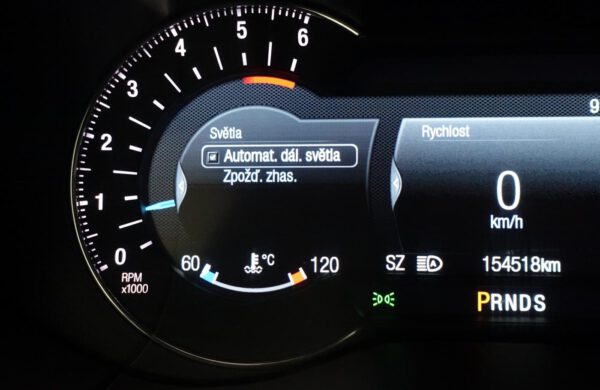 0
1
2
3
4
5
6
RPM
x1000
Světla
Automat. dál. světla
Zpožď. zhas.
60
°C
120
9
Rychlost
0
km/h
SZ
A
154518km
PRNDS